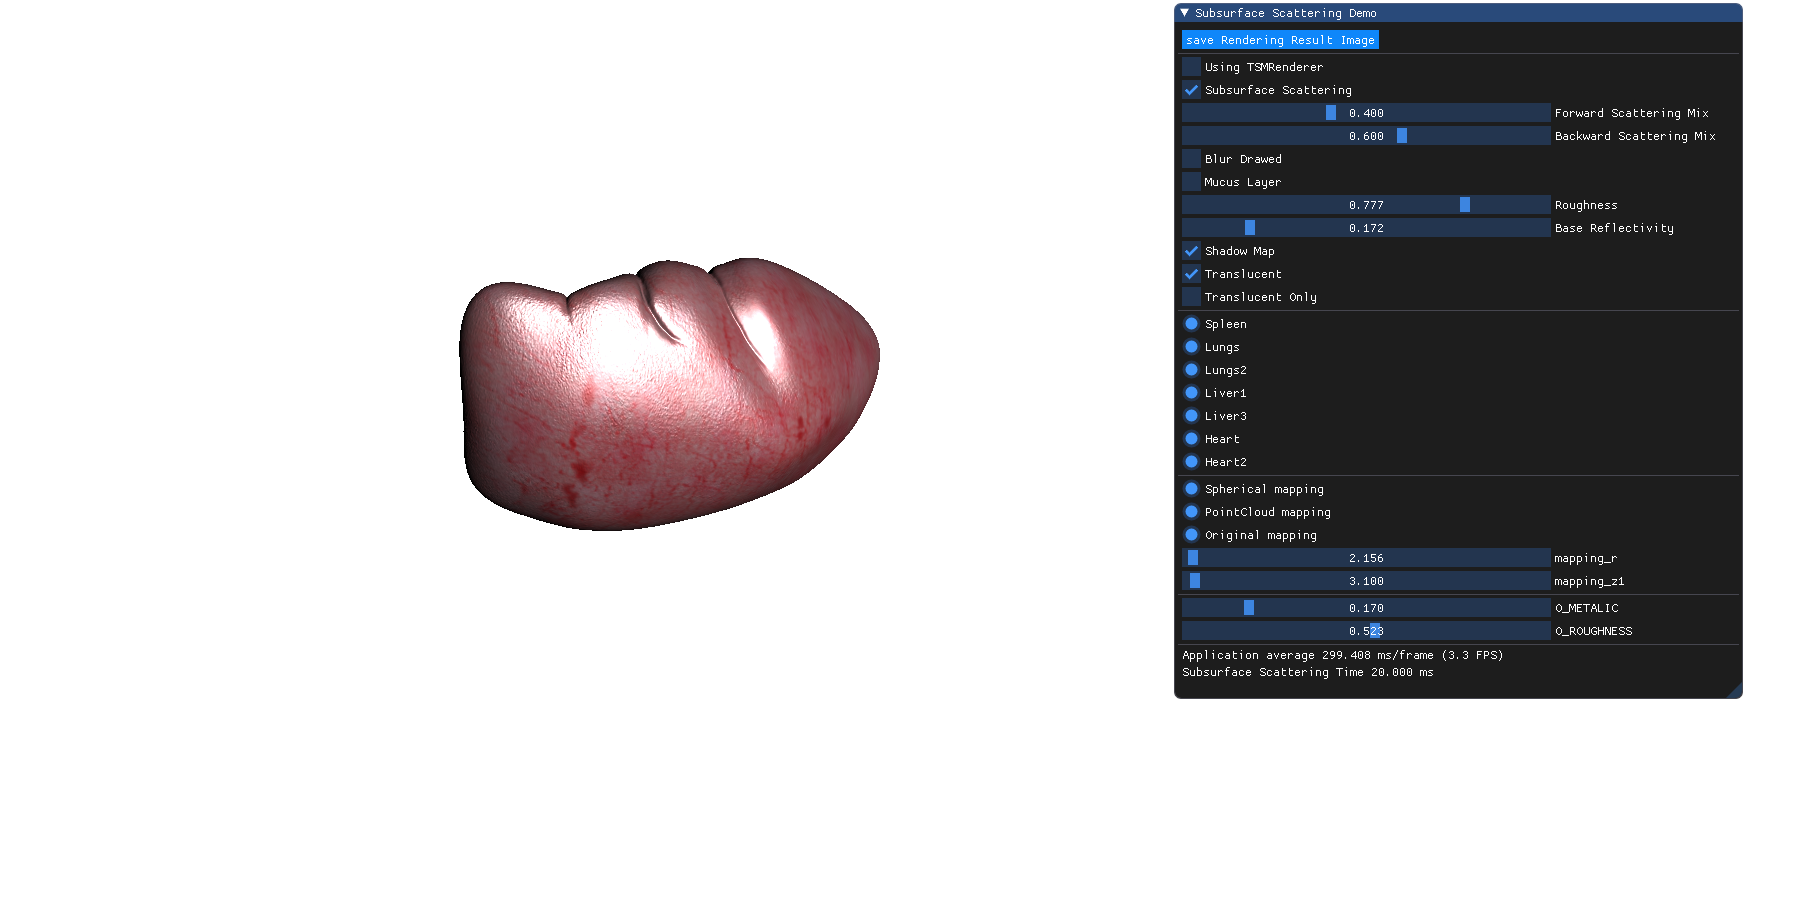 Subsurface Scattering Demo
save Rendering Result Image
Using TSMRenderer
Subsurface Scattering
0.400 Forward Scattering Mix
0.600 Backward Scattering Mix
Blur Drawed
Mucus Layer
0.777 Roughness
0.172 Base Reflectivity
Shadow Map
Translucent
Translucent Only
Spleen
Lungs
Lungs2
Liver1
Liver3
Heart
Heart2
Spherical mapping
PointCloud mapping
Original mapping
2.156 mapping_r
3.100 mapping_z1
0.170 O_METALIC
0.523 O_ROUGHNESS
Application average 299.408 ms/frame (3.3 FPS)
Subsurface Scattering Time 20.000 ms